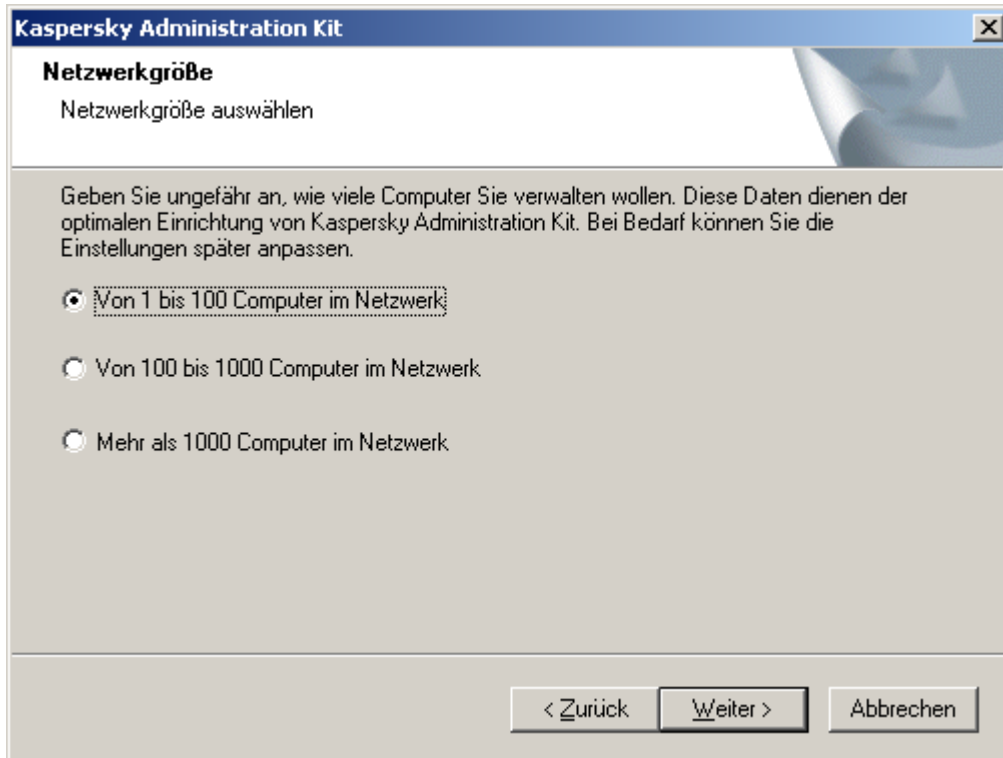 Kaspersky Administration Kit
Netzwerkgröße
Netzwerkgröße auswählen
Geben Sie ungefähr an, wie viele Computer Sie verwalten wollen. Diese Daten dienen der
optimalen Einrichtung von Kaspersky Administration Kit. Bei Bedarf können Sie die
Einstellungen später anpassen.
Von 1 bis 100 Computer im Netzwerk
Von 100 bis 1000 Computer im Netzwerk
Mehr als 1000 Computer im Netzwerk
< Zurück Weiter > Abbrechen